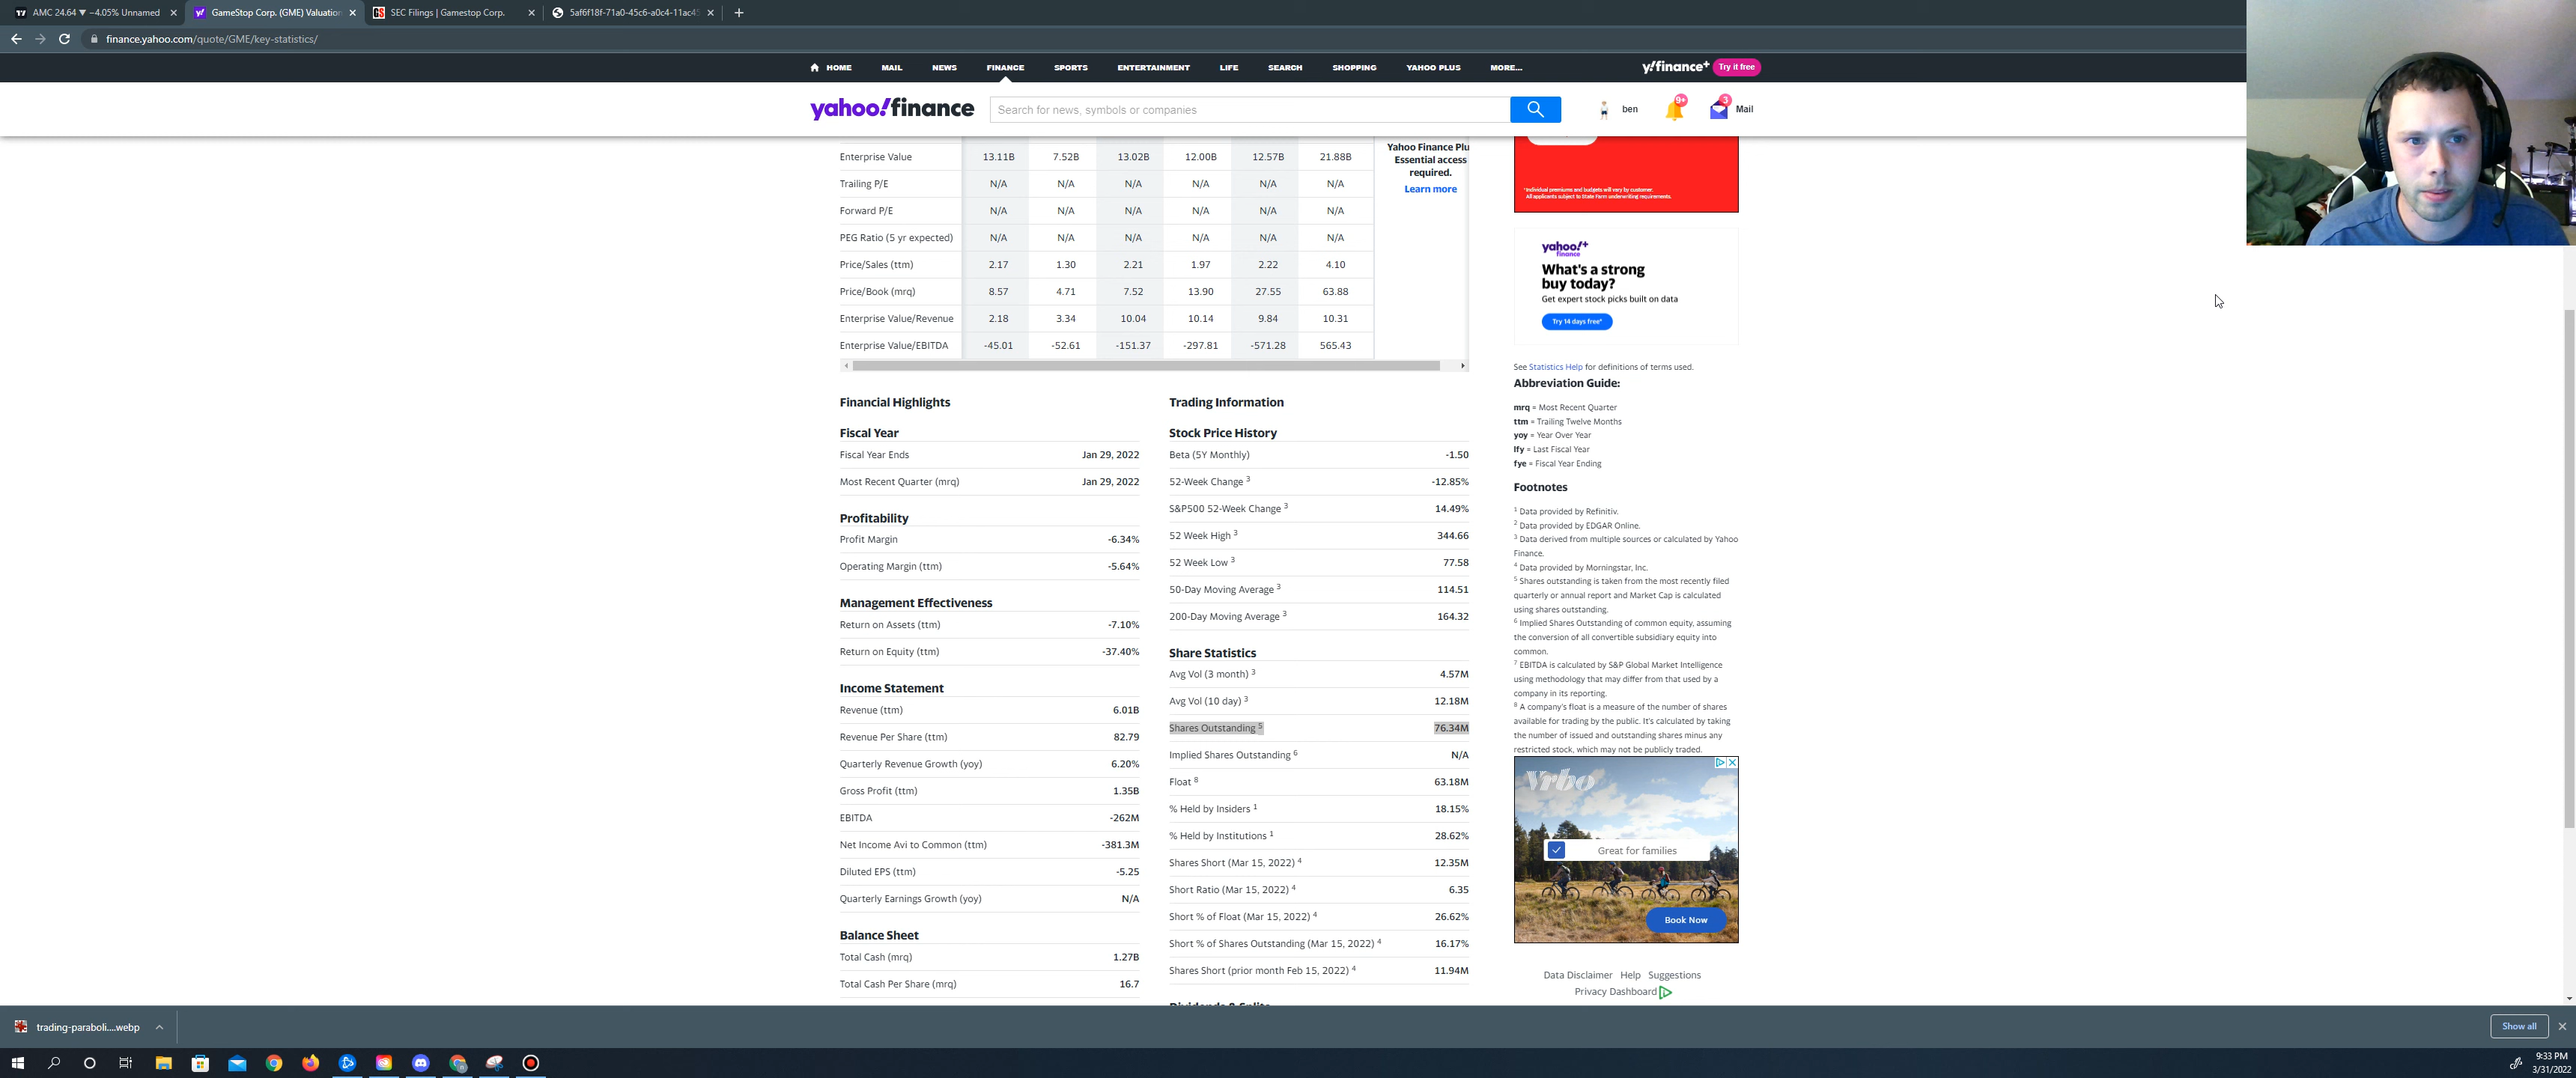 AMC 24.64 ▼ −4.05% Unnamed
GameStop Corp. (GME) Valuation
SEC Filings | Gamestop Corp.
5af6f18f-71a0-45c6-a0c4-11ac45
finance.yahoo.com/quote/GME/key-statistics/
HOME MAIL NEWS FINANCE SPORTS ENTERTAINMENT LIFE SEARCH SHOPPING YAHOO PLUS MORE...
y!finance+ Try it free
yahoo!finance
Search for news, symbols or companies
ben
9+
3
Mail
Enterprise Value 13.11B 7.52B 13.02B 12.00B 12.57B 21.88B
Trailing P/E N/A N/A N/A N/A N/A N/A
Forward P/E N/A N/A N/A N/A N/A N/A
PEG Ratio (5 yr expected) N/A N/A N/A N/A N/A N/A
Price/Sales (ttm) 2.17 1.30 2.21 1.97 2.22 4.10
Price/Book (mrq) 8.57 4.71 7.52 13.90 27.55 63.88
Enterprise Value/Revenue 2.18 3.34 10.04 10.14 9.84 10.31
Enterprise Value/EBITDA -45.01 -52.61 -151.37 -297.81 -571.28 565.43
Yahoo Finance Plu
Essential access
required.
Learn more
Financial Highlights
Fiscal Year
Fiscal Year Ends Jan 29, 2022
Most Recent Quarter (mrq) Jan 29, 2022
Profitability
Profit Margin -6.34%
Operating Margin (ttm) -5.64%
Management Effectiveness
Return on Assets (ttm) -7.10%
Return on Equity (ttm) -37.40%
Income Statement
Revenue (ttm) 6.01B
Revenue Per Share (ttm) 82.79
Quarterly Revenue Growth (yoy) 6.20%
Gross Profit (ttm) 1.35B
EBITDA -262M
Net Income Avi to Common (ttm) -381.3M
Diluted EPS (ttm) -5.25
Quarterly Earnings Growth (yoy) N/A
Balance Sheet
Total Cash (mrq) 1.27B
Total Cash Per Share (mrq) 16.7
Trading Information
Stock Price History
Beta (5Y Monthly) -1.50
52-Week Change 3 -12.85%
S&P500 52-Week Change 3 14.49%
52 Week High 3 344.66
52 Week Low 3 77.58
50-Day Moving Average 3 114.51
200-Day Moving Average 3 164.32
Share Statistics
Avg Vol (3 month) 3 4.57M
Avg Vol (10 day) 3 12.18M
Shares Outstanding 5 76.34M
Implied Shares Outstanding 6 N/A
Float 8 63.18M
% Held by Insiders 1 18.15%
% Held by Institutions 1 28.62%
Shares Short (Mar 15, 2022) 4 12.35M
Short Ratio (Mar 15, 2022) 4 6.35
Short % of Float (Mar 15, 2022) 4 26.62%
Short % of Shares Outstanding (Mar 15, 2022) 4 16.17%
Shares Short (prior month Feb 15, 2022) 4 11.94M
Dividends & Splits
*Individual premiums and budgets will vary by customer.
All applicants subject to State Farm underwriting requirements.
yahoo!+
finance
What's a strong
buy today?
Get expert stock picks built on data
Try 14 days free*
See Statistics Help for definitions of terms used.
Abbreviation Guide:
mrq = Most Recent Quarter
ttm = Trailing Twelve Months
yoy = Year Over Year
lfy = Last Fiscal Year
fye = Fiscal Year Ending
Footnotes
1 Data provided by Refinitiv.
2 Data provided by EDGAR Online.
3 Data derived from multiple sources or calculated by Yahoo
Finance.
4 Data provided by Morningstar, Inc.
5 Shares outstanding is taken from the most recently filed
quarterly or annual report and Market Cap is calculated
using shares outstanding.
6 Implied Shares Outstanding of common equity, assuming
the conversion of all convertible subsidiary equity into
common.
7 EBITDA is calculated by S&P Global Market Intelligence
using methodology that may differ from that used by a
company in its reporting.
8 A company's float is a measure of the number of shares
available for trading by the public. It's calculated by taking
the number of issued and outstanding shares minus any
restricted stock, which may not be publicly traded.
Vrbo
Great for families
Book Now
Data Disclaimer Help Suggestions
Privacy Dashboard
trading-paraboli....webp
Show all
9:33 PM
3/31/2022